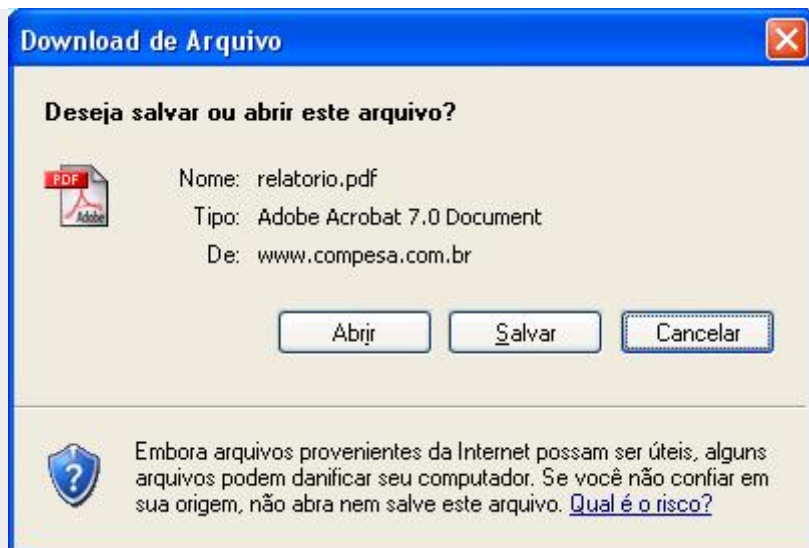 Download de Arquivo
Deseja salvar ou abrir este arquivo?
PDF
Adobe
Nome: relatorio.pdf
Tipo: Adobe Acrobat 7.0 Document
De: www.compesa.com.br
Abrir Salvar Cancelar
Embora arquivos provenientes da Internet possam ser úteis, alguns
arquivos podem danificar seu computador. Se você não confiar em
sua origem, não abra nem salve este arquivo. Qual é o risco?